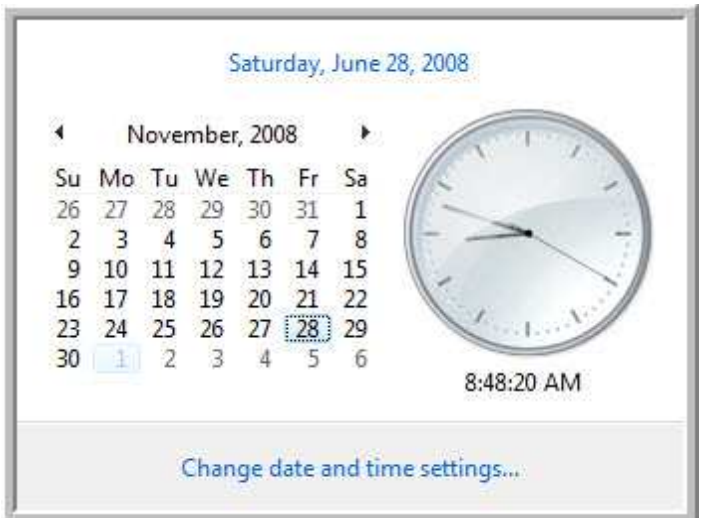 Saturday, June 28, 2008
November, 2008
Su Mo Tu We Th Fr Sa
26 27 28 29 30 31 1
2 3 4 5 6 7 8
9 10 11 12 13 14 15
16 17 18 19 20 21 22
23 24 25 26 27 28 29
30 1 2 3 4 5 6
8:48:20 AM
Change date and time settings...